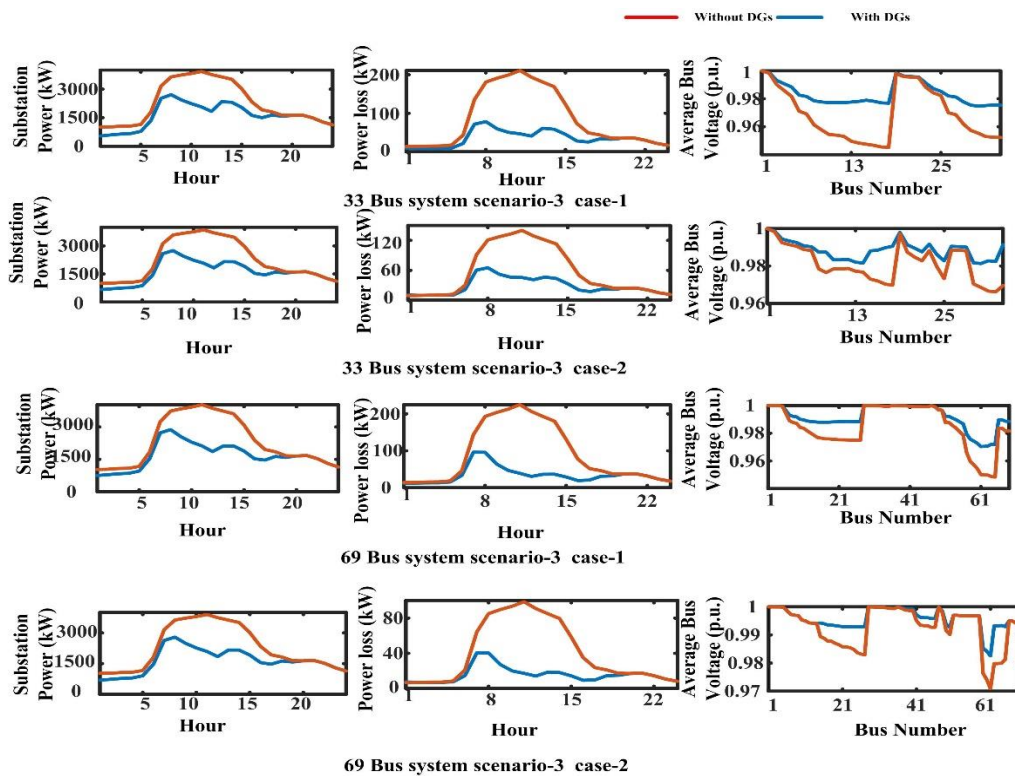 Without DGs With DGs
Substation
Power (kW)
3000
1500
0
5 10 15 20
Hour
Power loss (kW)
200
100
0
1 8 15 22
Hour
Average Bus
Voltage (p.u.)
1
0.98
0.96
1 13 25
Bus Number
33 Bus system scenario-3 case-1
Substation
Power (kW)
3000
1500
0
5 10 15 20
Hour
Power loss (kW)
120
60
0
1 8 15 22
Hour
Average Bus
Voltage (p.u.)
1
0.98
0.96
13 25
Bus Number
33 Bus system scenario-3 case-2
Substation
Power (kW)
3000
1500
0
5 10 15 20
Hour
Power loss (kW)
200
100
0
1 8 15 22
Hour
Average Bus
Voltage (p.u.)
1
0.98
0.96
1 21 41 61
Bus Number
69 Bus system scenario-3 case-1
Substation
Power (kW)
3000
1500
0
5 10 15 20
Hour
Power loss (kW)
80
40
0
1 8 15 22
Hour
Average Bus
Voltage (p.u.)
1
0.99
0.98
0.97
1 21 41 61
Bus Number
69 Bus system scenario-3 case-2